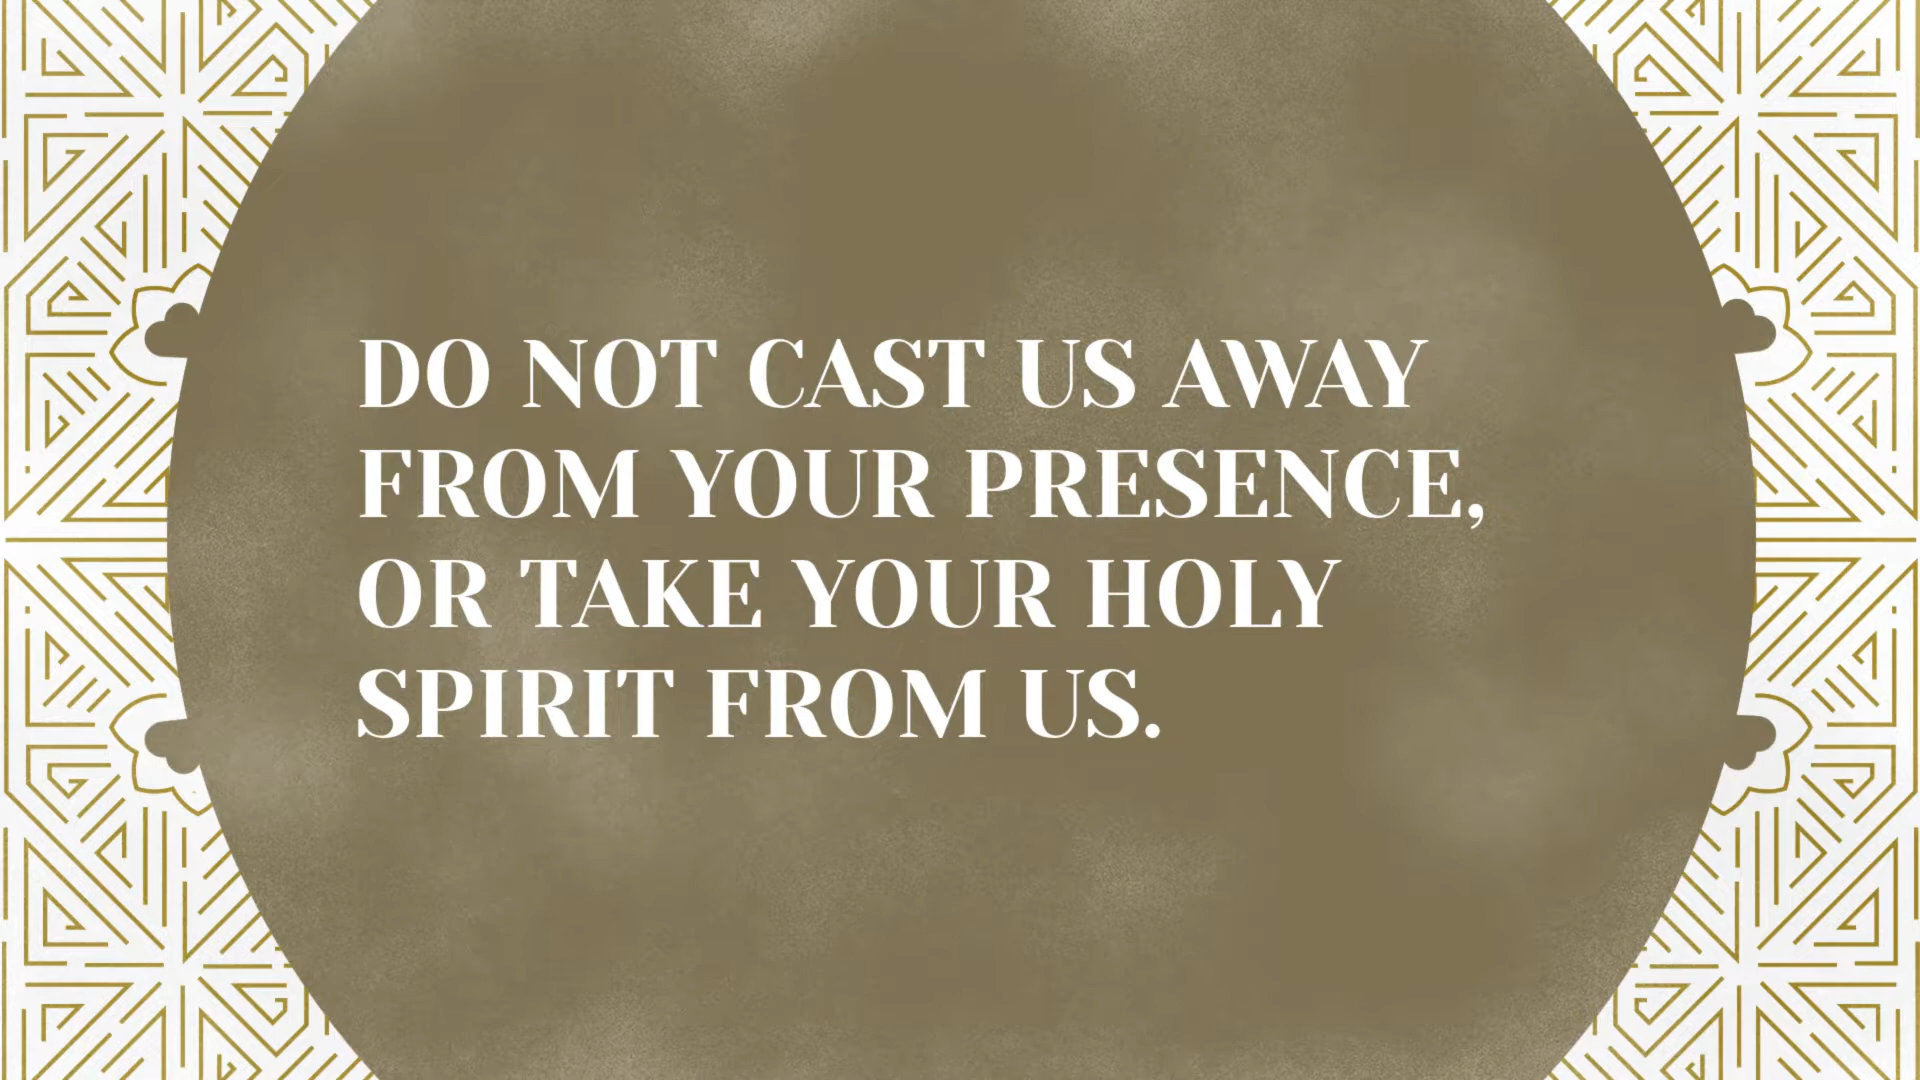 DO NOT CAST US AWAY
FROM YOUR PRESENCE,
OR TAKE YOUR HOLY
SPIRIT FROM US.